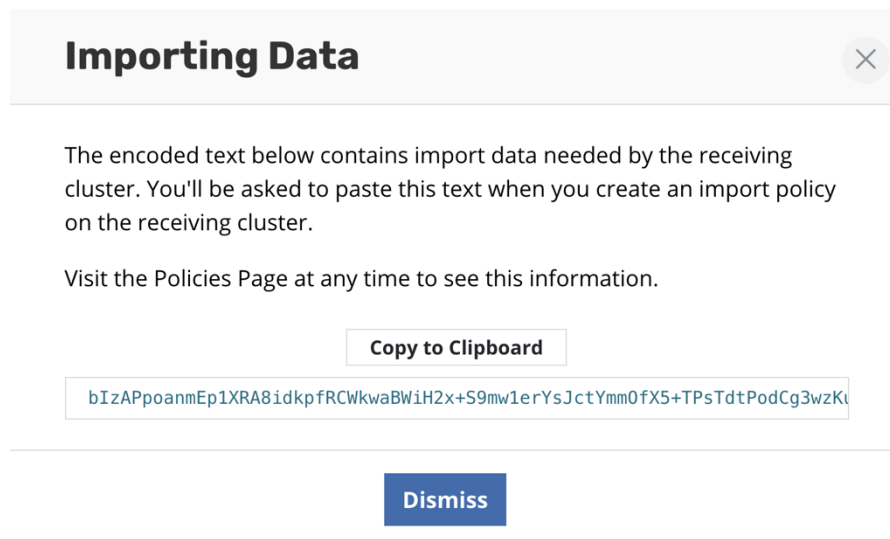 Importing Data
The encoded text below contains import data needed by the receiving
cluster. You'll be asked to paste this text when you create an import policy
on the receiving cluster.
Visit the Policies Page at any time to see this information.
Copy to Clipboard
bIzAPpoanmEp1XRA8idkpfRCWkwaBWiH2x+S9mw1erYsJctYmmOfX5+TPsTdtPodCg3wzKu
Dismiss